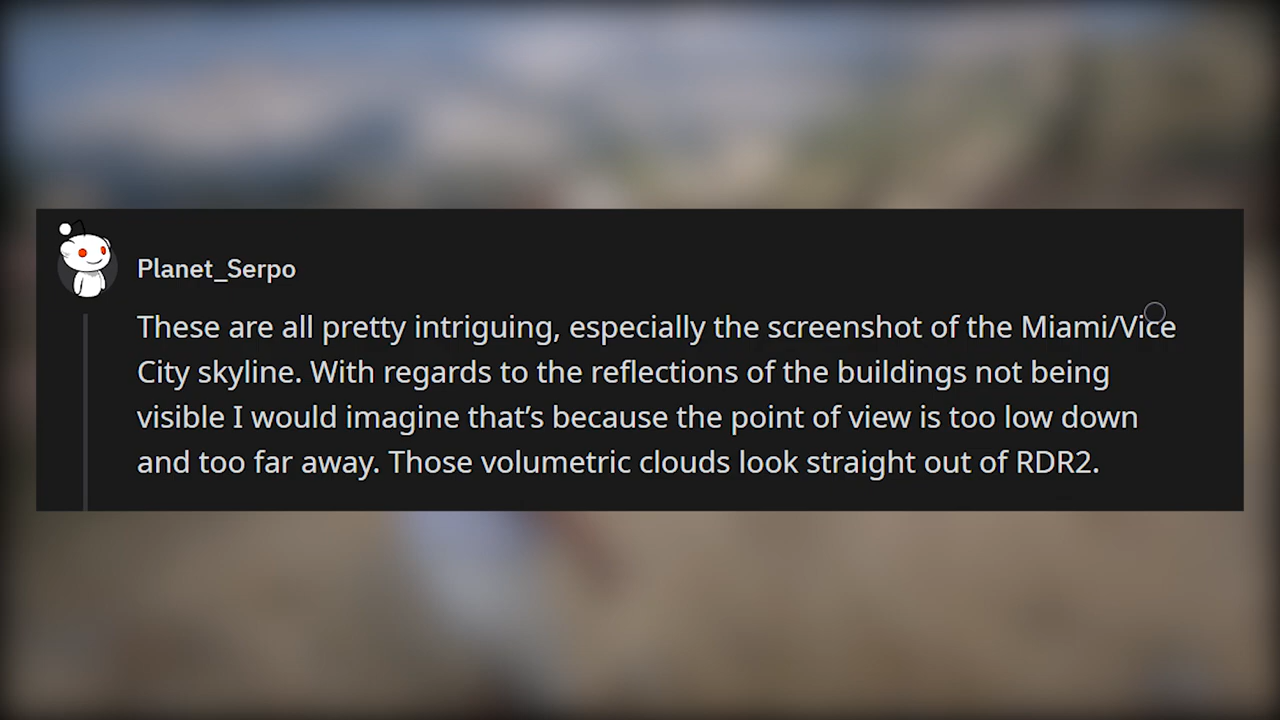 Planet_Serpo
These are all pretty intriguing, especially the screenshot of the Miami/Vice
City skyline. With regards to the reflections of the buildings not being
visible I would imagine that’s because the point of view is too low down
and too far away. Those volumetric clouds look straight out of RDR2.